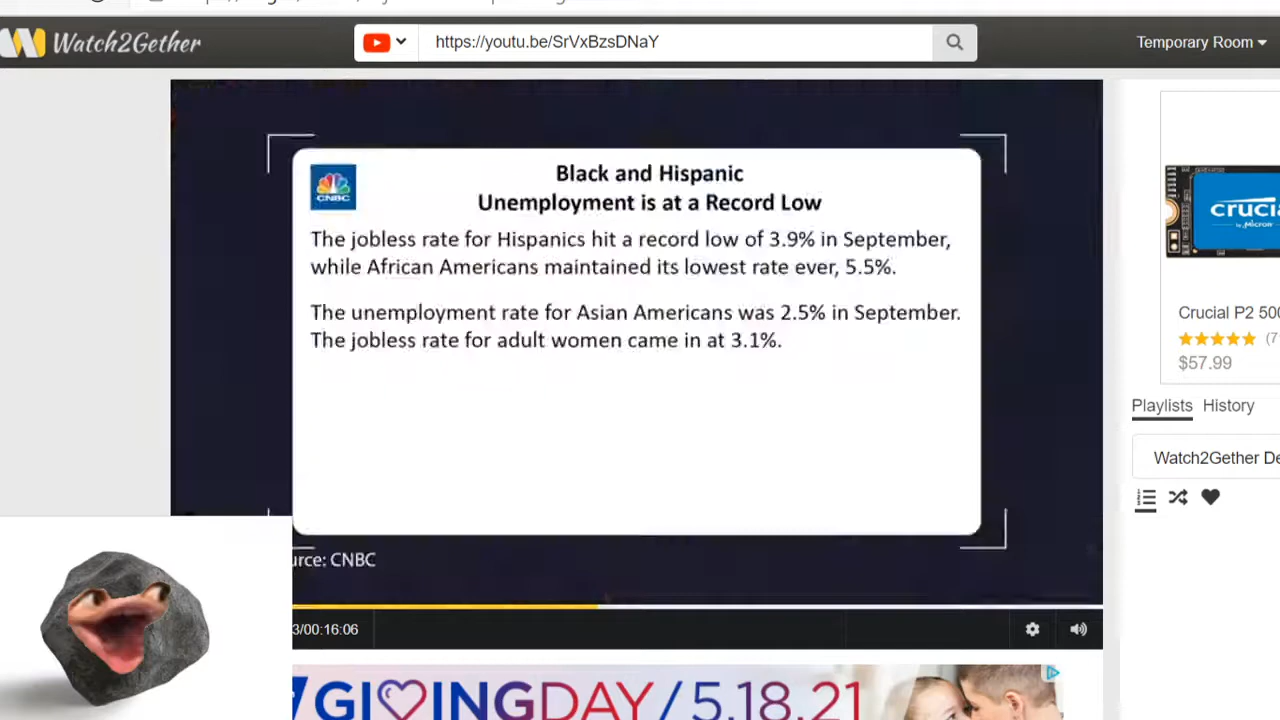 Watch2Gether
https://youtu.be/SrVxBzsDNaY
Temporary Room
CNBC
Black and Hispanic
Unemployment is at a Record Low
The jobless rate for Hispanics hit a record low of 3.9% in September,
while African Americans maintained its lowest rate ever, 5.5%.
The unemployment rate for Asian Americans was 2.5% in September.
The jobless rate for adult women came in at 3.1%.
urce: CNBC
3/00:16:06
crucial
by Micron
Crucial P2 500
$57.99
Playlists History
Watch2Gether De
GIVINGDAY/5.18.21